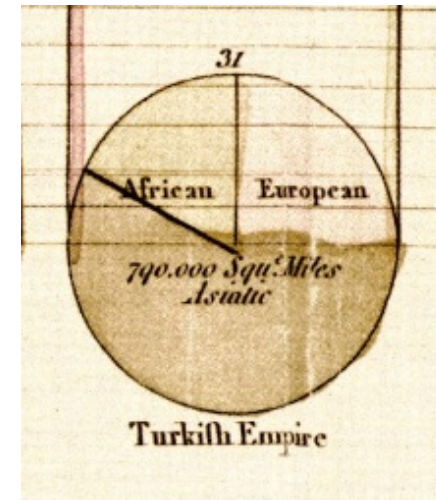 31
African European
790.000 Squ.ᵉ Miles
Asiatic
Turkiſh Empire